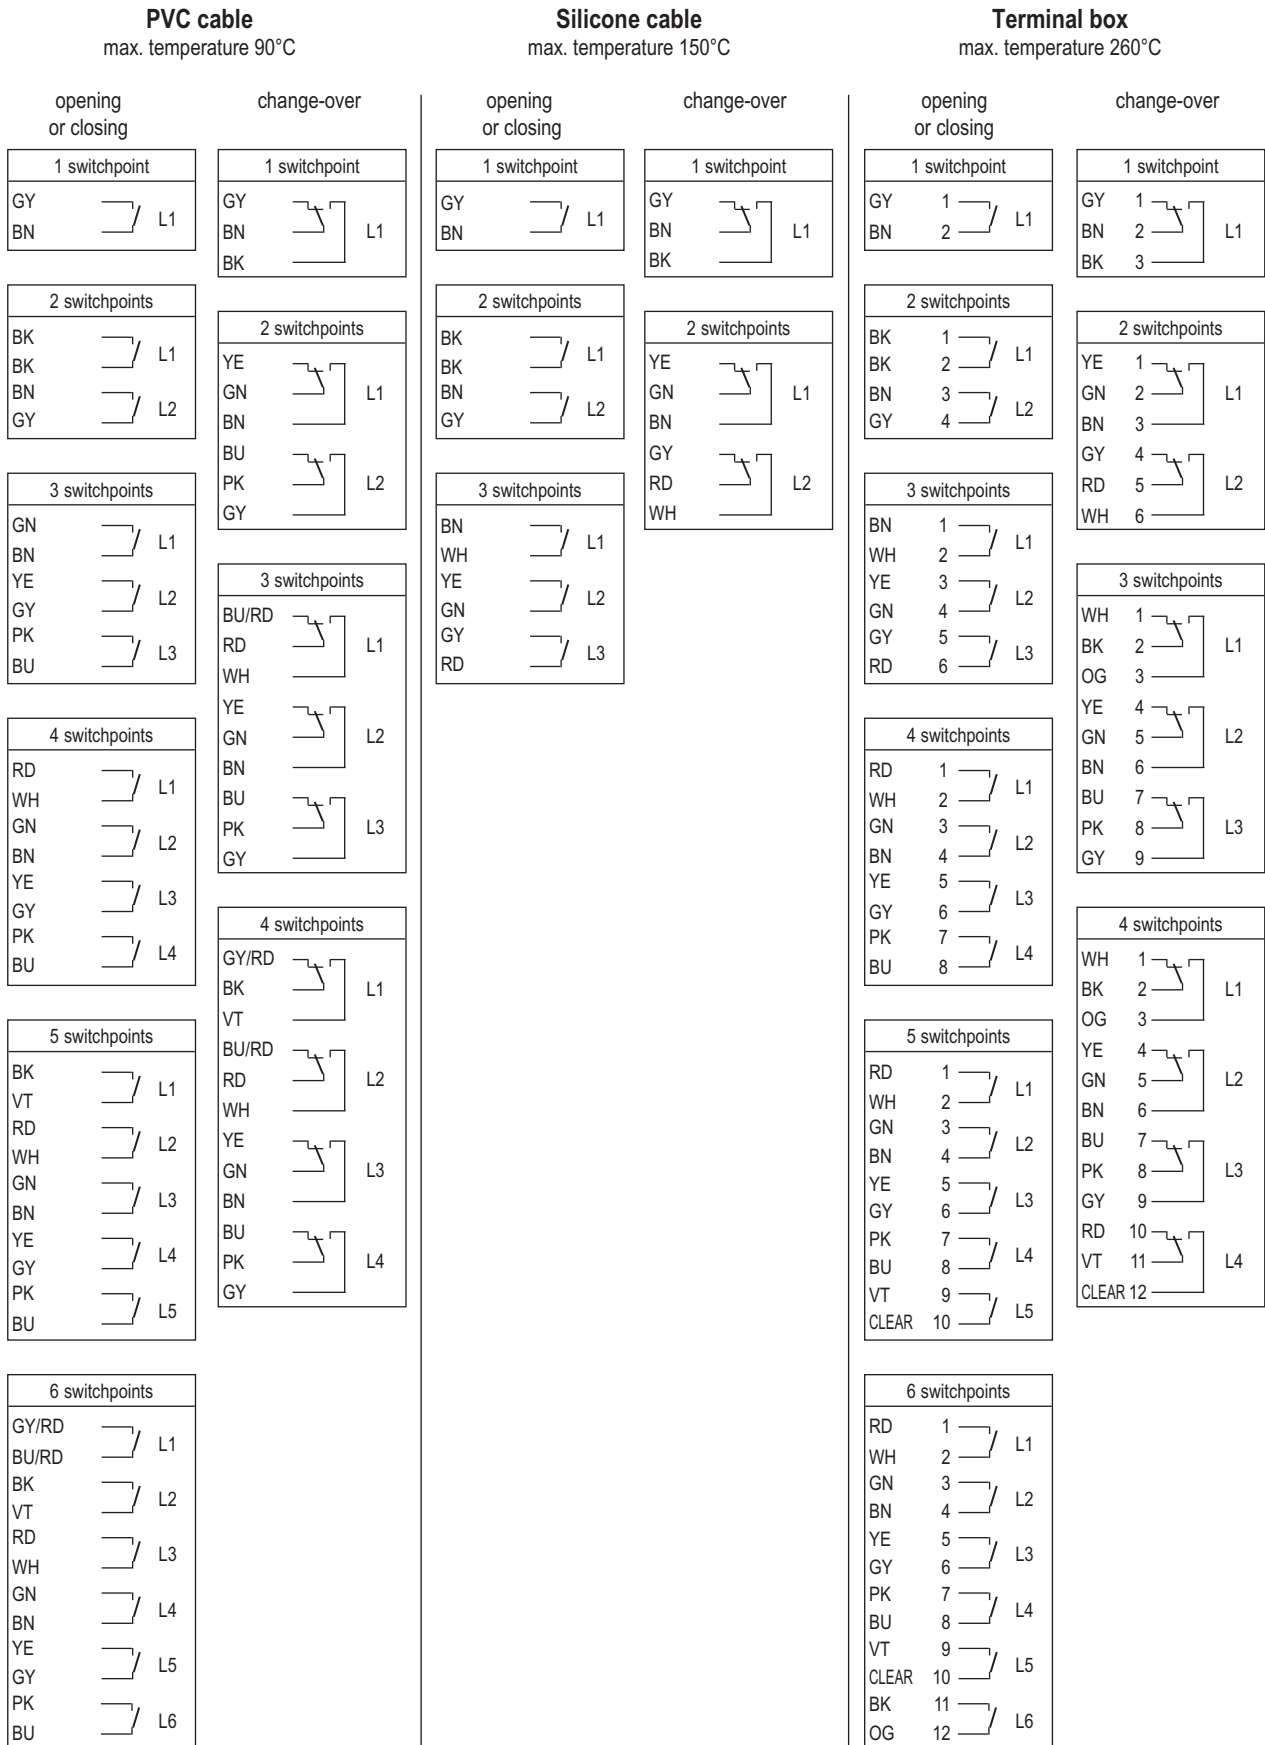 PVC cable
max. temperature 90°C
opening
or closing
1 switchpoint
GY
BN L1
2 switchpoints
BK
BK L1
BN
GY L2
3 switchpoints
GN
BN L1
YE
GY L2
PK
BU L3
4 switchpoints
RD
WH L1
GN
BN L2
YE
GY L3
PK
BU L4
5 switchpoints
BK
VT L1
RD
WH L2
GN
BN L3
YE
GY L4
PK
BU L5
6 switchpoints
GY/RD
BU/RD L1
BK
VT L2
RD
WH L3
GN
BN L4
YE
GY L5
PK
BU L6
change-over
1 switchpoint
GY
BN L1
BK
2 switchpoints
YE
GN L1
BN
BU
PK L2
GY
3 switchpoints
BU/RD
RD L1
WH
YE
GN L2
BN
BU
PK L3
GY
4 switchpoints
GY/RD
BK L1
VT
BU/RD
RD L2
WH
YE
GN L3
BN
BU
PK L4
GY
Silicone cable
max. temperature 150°C
opening
or closing
1 switchpoint
GY
BN L1
2 switchpoints
BK
BK L1
BN
GY L2
3 switchpoints
BN
WH L1
YE
GN L2
GY
RD L3
change-over
1 switchpoint
GY
BN L1
BK
2 switchpoints
YE
GN L1
BN
GY
RD L2
WH
Terminal box
max. temperature 260°C
opening
or closing
1 switchpoint
GY 1
BN 2 L1
2 switchpoints
BK 1
BK 2 L1
BN 3
GY 4 L2
3 switchpoints
BN 1
WH 2 L1
YE 3
GN 4 L2
GY 5
RD 6 L3
4 switchpoints
RD 1
WH 2 L1
GN 3
BN 4 L2
YE 5
GY 6 L3
PK 7
BU 8 L4
5 switchpoints
RD 1
WH 2 L1
GN 3
BN 4 L2
YE 5
GY 6 L3
PK 7
BU 8 L4
VT 9
CLEAR 10 L5
6 switchpoints
RD 1
WH 2 L1
GN 3
BN 4 L2
YE 5
GY 6 L3
PK 7
BU 8 L4
VT 9
CLEAR 10 L5
BK 11
OG 12 L6
change-over
1 switchpoint
GY 1
BN 2 L1
BK 3
2 switchpoints
YE 1
GN 2 L1
BN 3
GY 4
RD 5 L2
WH 6
3 switchpoints
WH 1
BK 2 L1
OG 3
YE 4
GN 5 L2
BN 6
BU 7
PK 8 L3
GY 9
4 switchpoints
WH 1
BK 2 L1
OG 3
YE 4
GN 5 L2
BN 6
BU 7
PK 8 L3
GY 9
RD 10
VT 11 L4
CLEAR 12